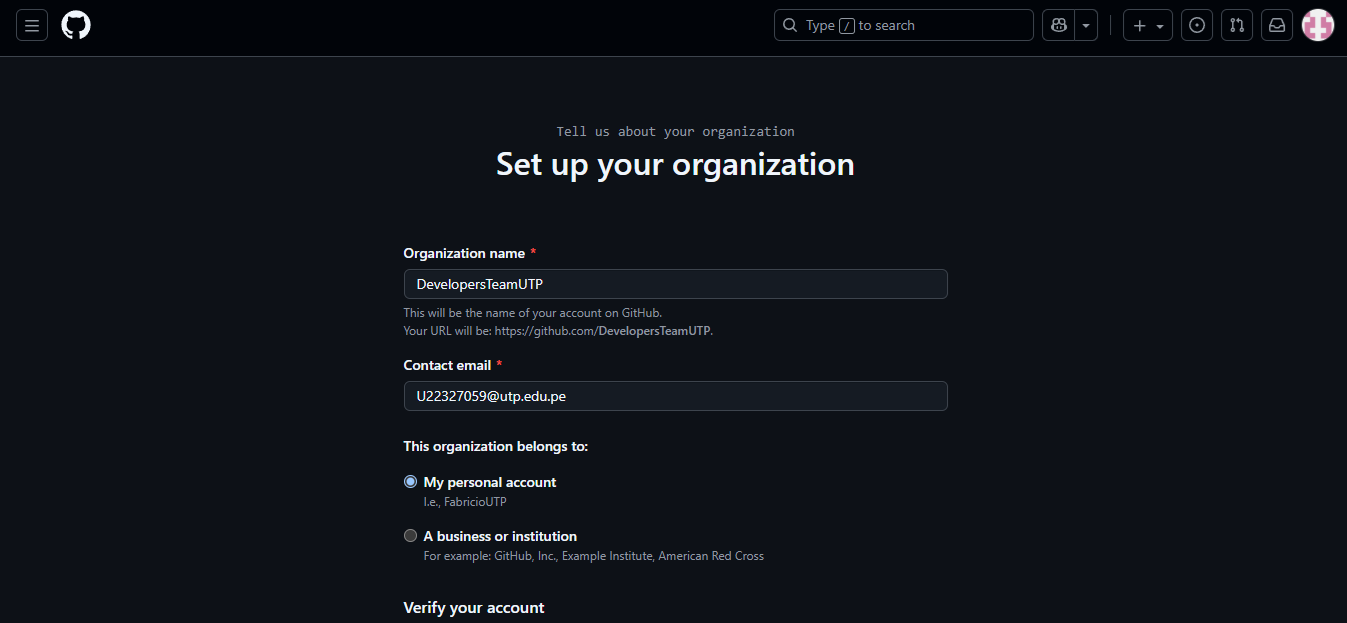 Type / to search
Tell us about your organization
Set up your organization
Organization name *
DevelopersTeamUTP
This will be the name of your account on GitHub.
Your URL will be: https://github.com/DevelopersTeamUTP.
Contact email *
U22327059@utp.edu.pe
This organization belongs to:
My personal account
I.e., FabricioUTP
A business or institution
For example: GitHub, Inc., Example Institute, American Red Cross
Verify your account